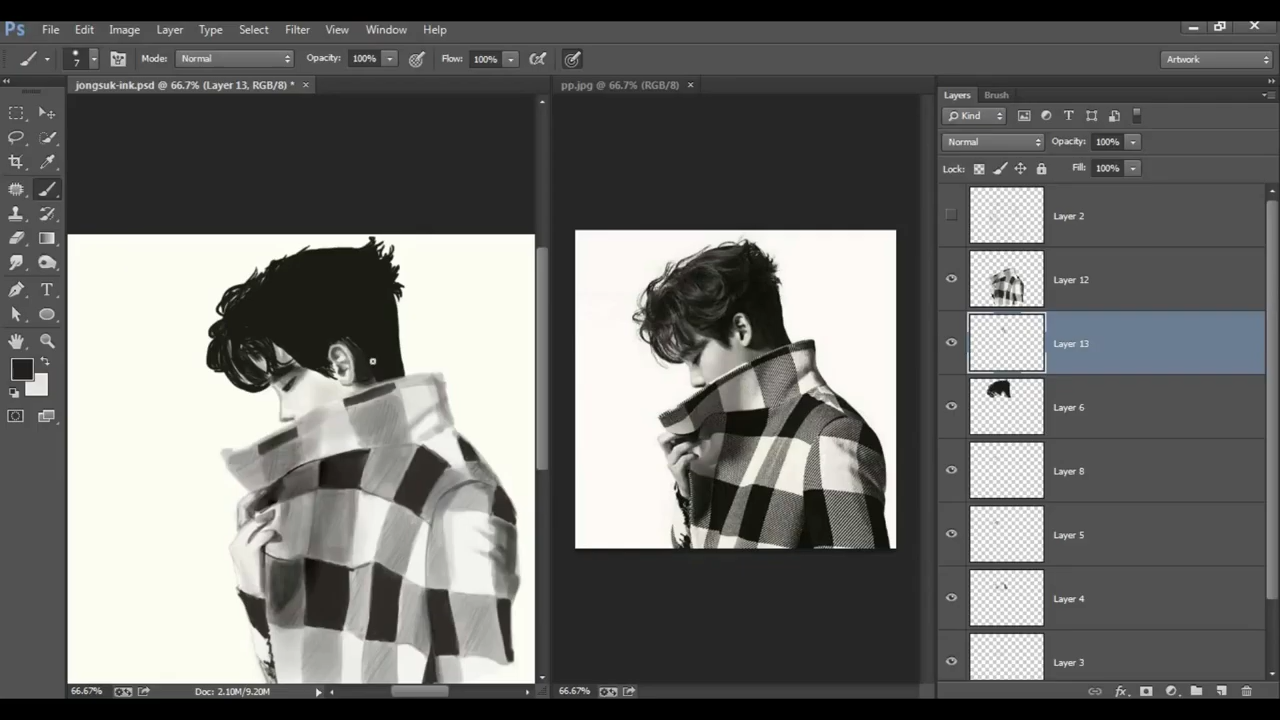 Ps File Edit Image Layer Type Select Filter View Window Help
7 Mode: Normal Opacity: 100% Flow: 100% Artwork
jongsuk-ink.psd @ 66.7% (Layer 13, RGB/8) * × pp.jpg @ 66.7% (RGB/8) ×
Layers Brush
Kind
Normal Opacity: 100%
Lock: Fill: 100%
Layer 2
Layer 12
Layer 13
Layer 6
Layer 8
Layer 5
Layer 4
Layer 3
66.67% Doc: 2.10M/9.20M 66.67%